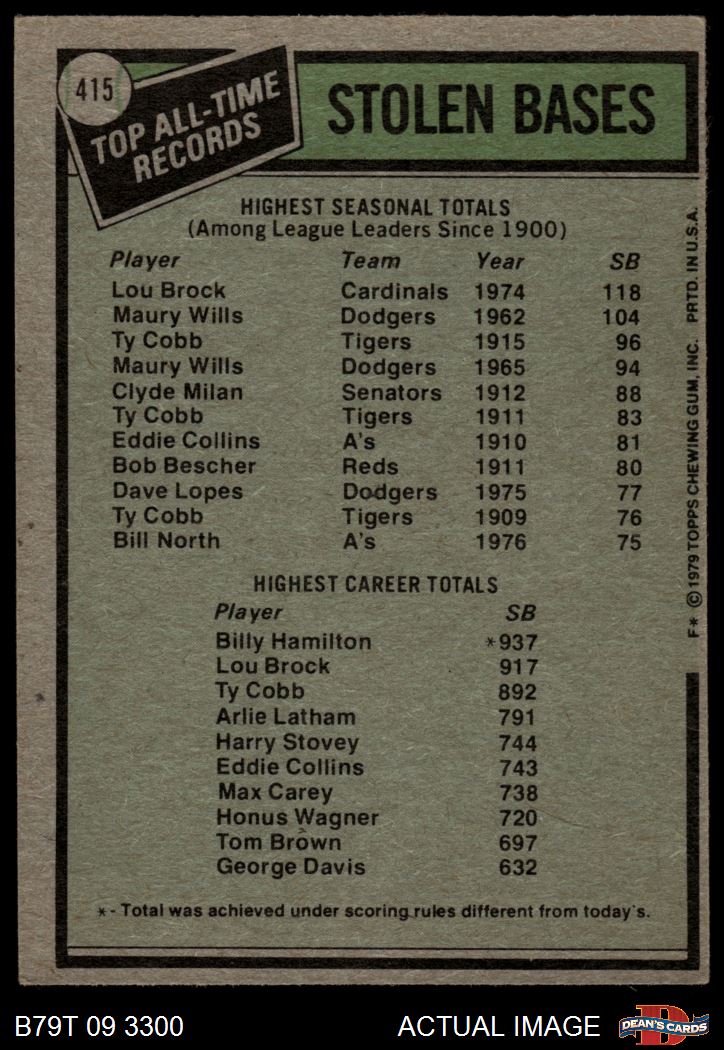 415
TOP ALL-TIME
RECORDS
STOLEN BASES
HIGHEST SEASONAL TOTALS
(Among League Leaders Since 1900)
Player Team Year SB
Lou Brock Cardinals 1974 118
Maury Wills Dodgers 1962 104
Ty Cobb Tigers 1915 96
Maury Wills Dodgers 1965 94
Clyde Milan Senators 1912 88
Ty Cobb Tigers 1911 83
Eddie Collins A's 1910 81
Bob Bescher Reds 1911 80
Dave Lopes Dodgers 1975 77
Ty Cobb Tigers 1909 76
Bill North A's 1976 75
HIGHEST CAREER TOTALS
Player SB
Billy Hamilton *937
Lou Brock 917
Ty Cobb 892
Arlie Latham 791
Harry Stovey 744
Eddie Collins 743
Max Carey 738
Honus Wagner 720
Tom Brown 697
George Davis 632
*- Total was achieved under scoring rules different from today's.
F* © 1979 TOPPS CHEWING GUM, INC. PRTD. IN U.S.A.
B79T 09 3300 ACTUAL IMAGE
D
DEAN'S CARDS